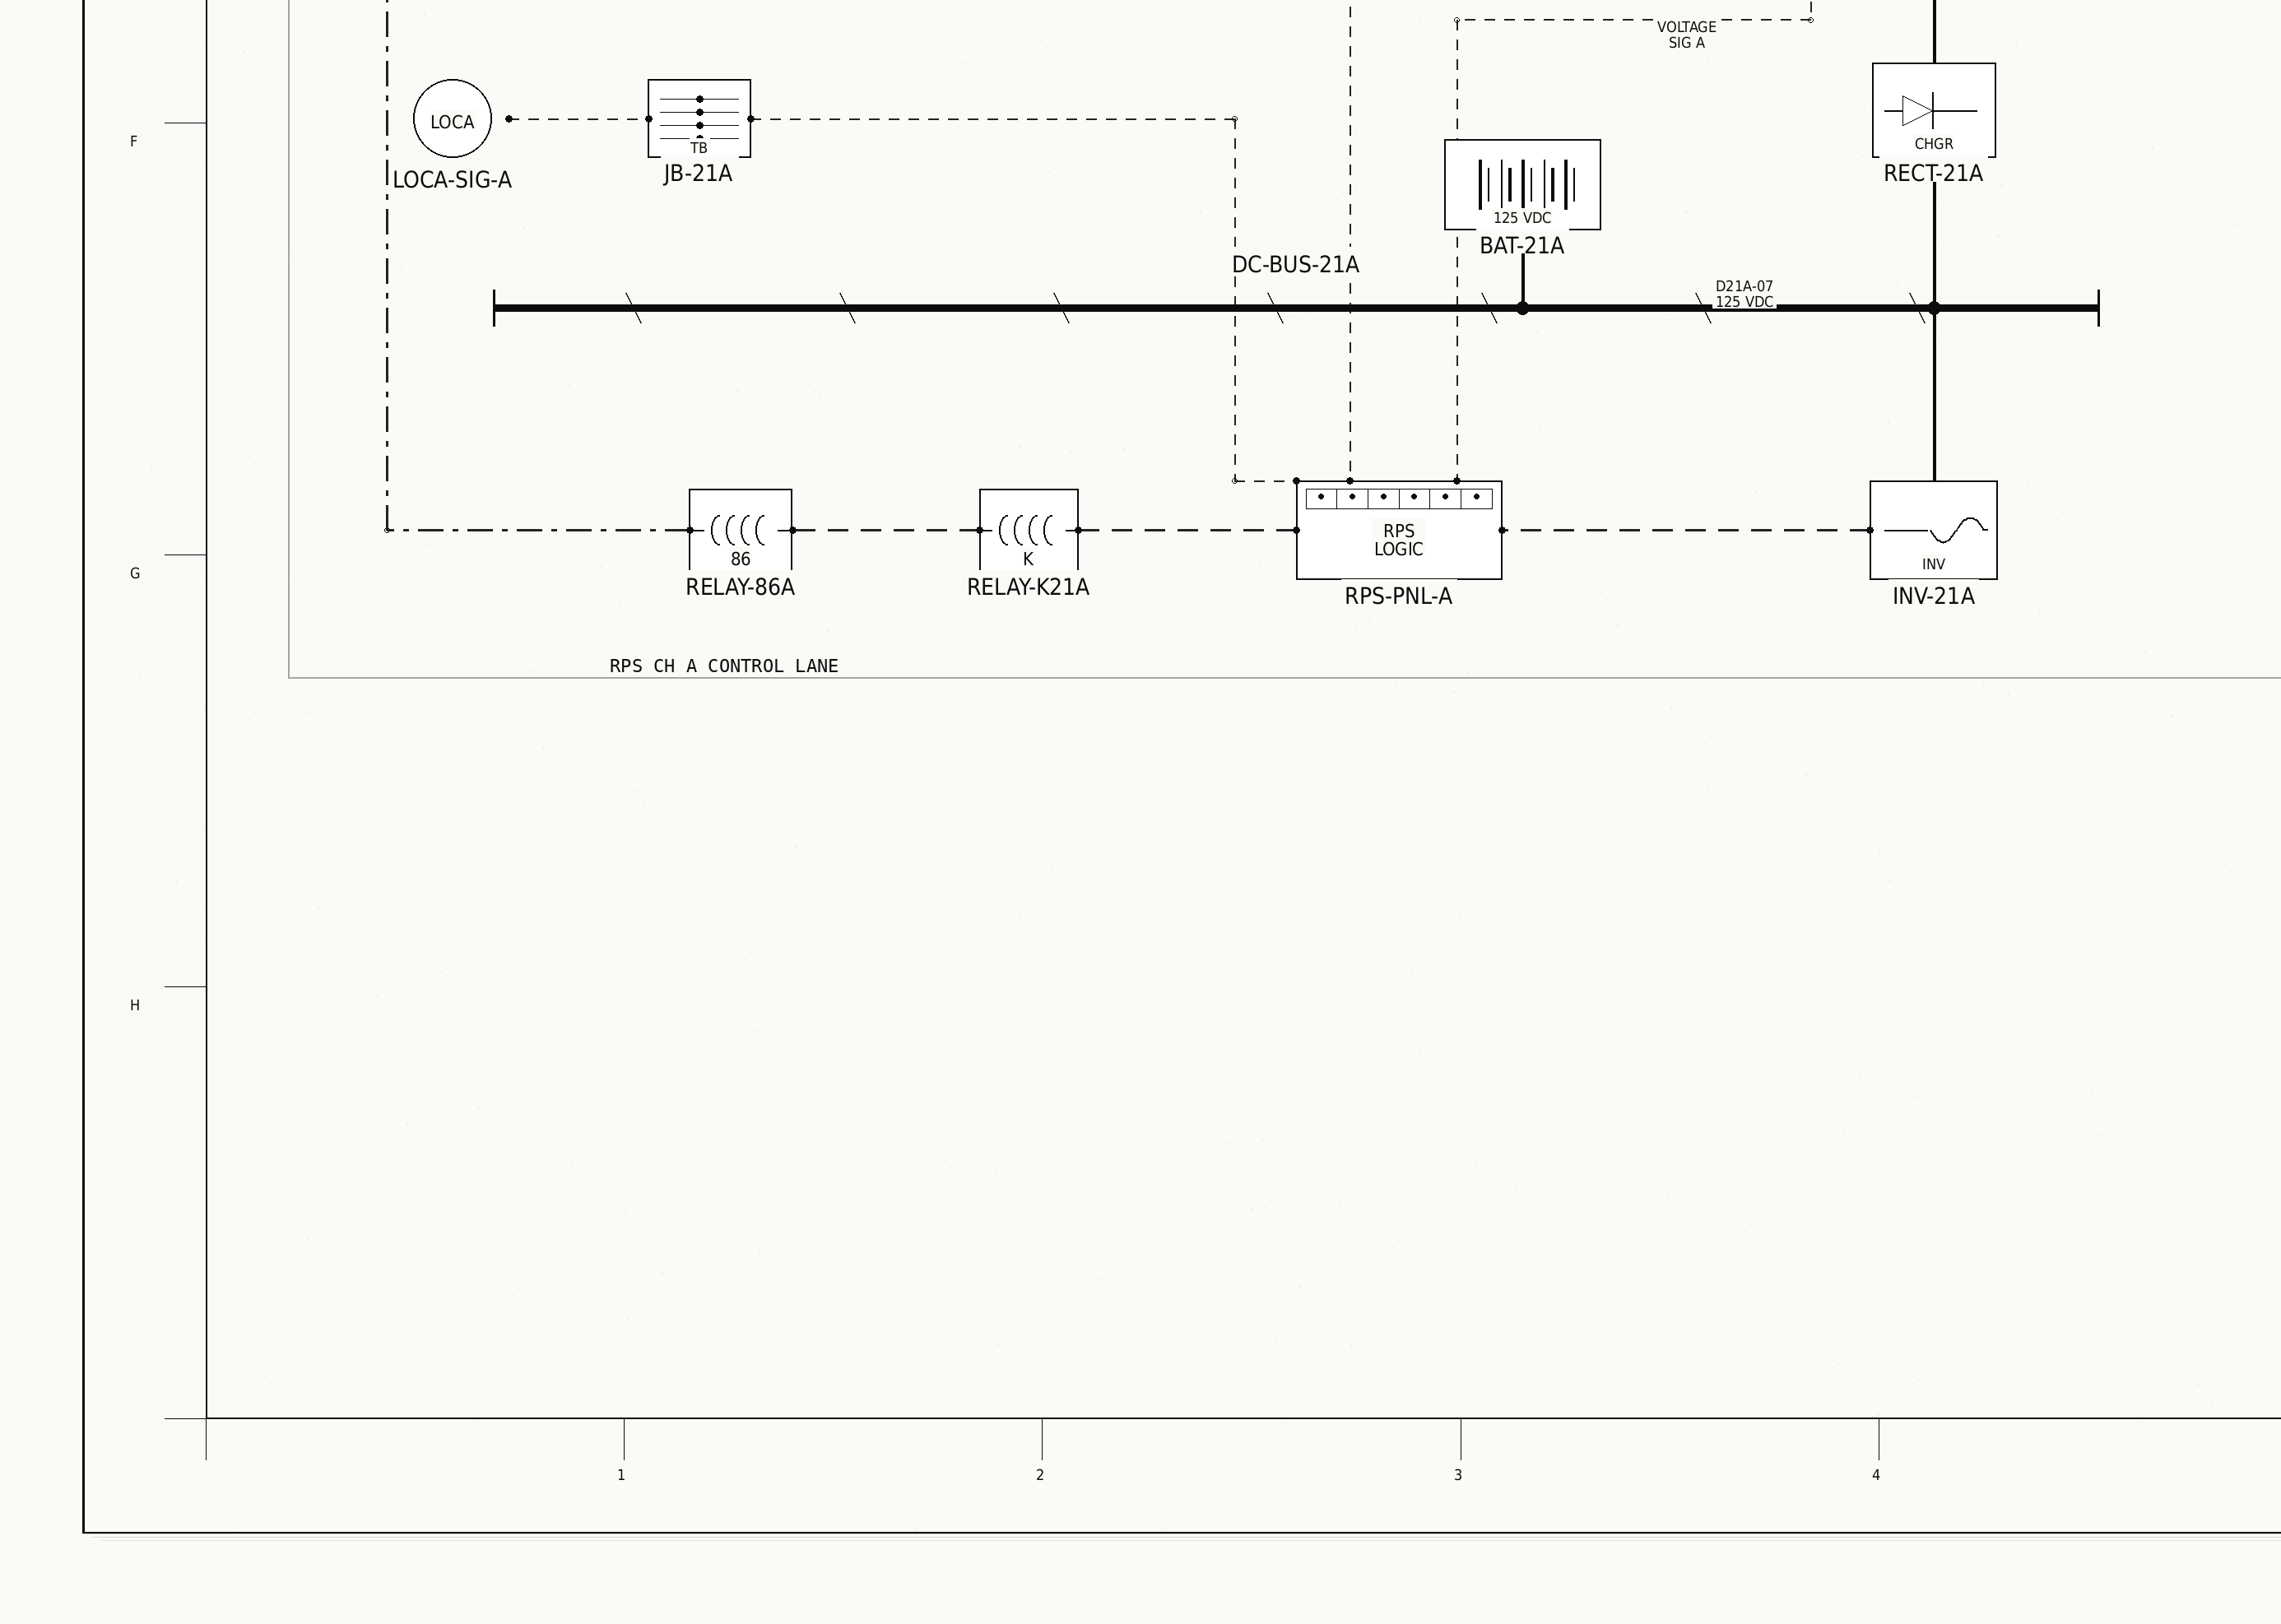 VOLTAGE
SIG A
F
LOCA
LOCA-SIG-A
TB
JB-21A
125 VDC
BAT-21A
CHGR
RECT-21A
DC-BUS-21A
D21A-07
125 VDC
G
86
RELAY-86A
K
RELAY-K21A
RPS
LOGIC
RPS-PNL-A
INV
INV-21A
RPS CH A CONTROL LANE
H
1
2
3
4